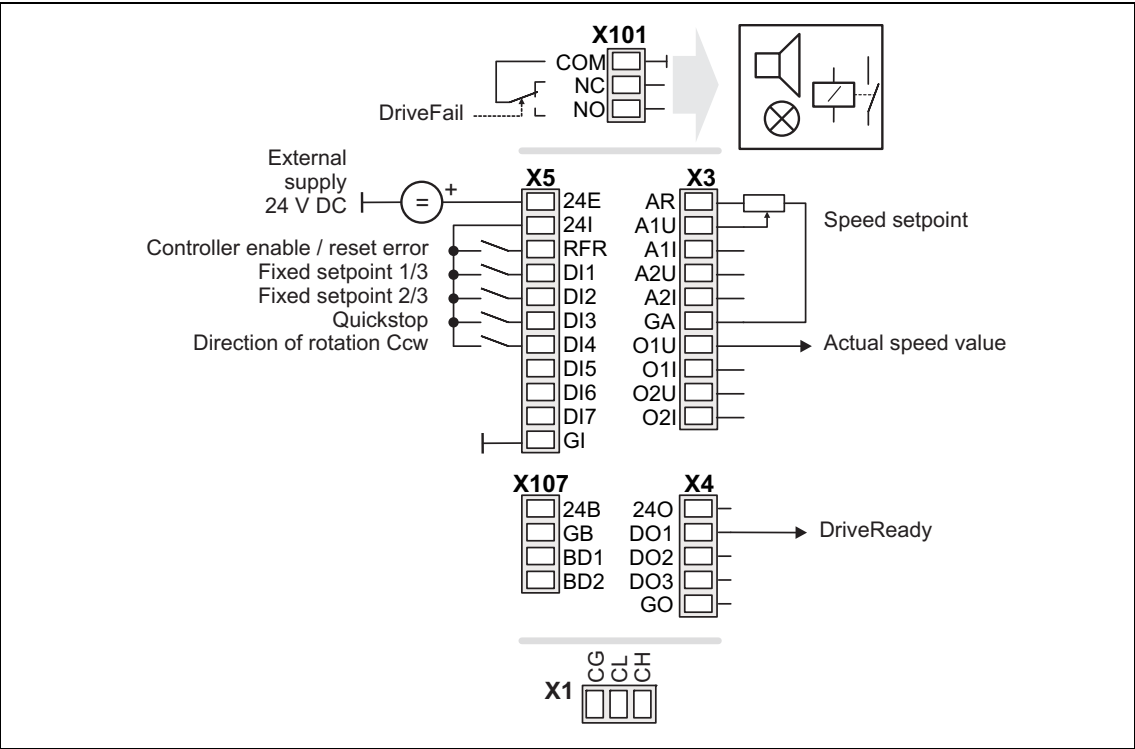 X101
COM
NC
DriveFail
NO
External
supply
24 V DC
=
+
X5
24E
24I
Controller enable / reset error
RFR
Fixed setpoint 1/3
DI1
Fixed setpoint 2/3
DI2
Quickstop
DI3
Direction of rotation Ccw
DI4
DI5
DI6
DI7
GI
X3
AR
A1U
Speed setpoint
A1I
A2U
A2I
GA
O1U
Actual speed value
O1I
O2U
O2I
X107
24B
GB
BD1
BD2
X4
24O
DO1
DriveReady
DO2
DO3
GO
X1
CG
CL
CH